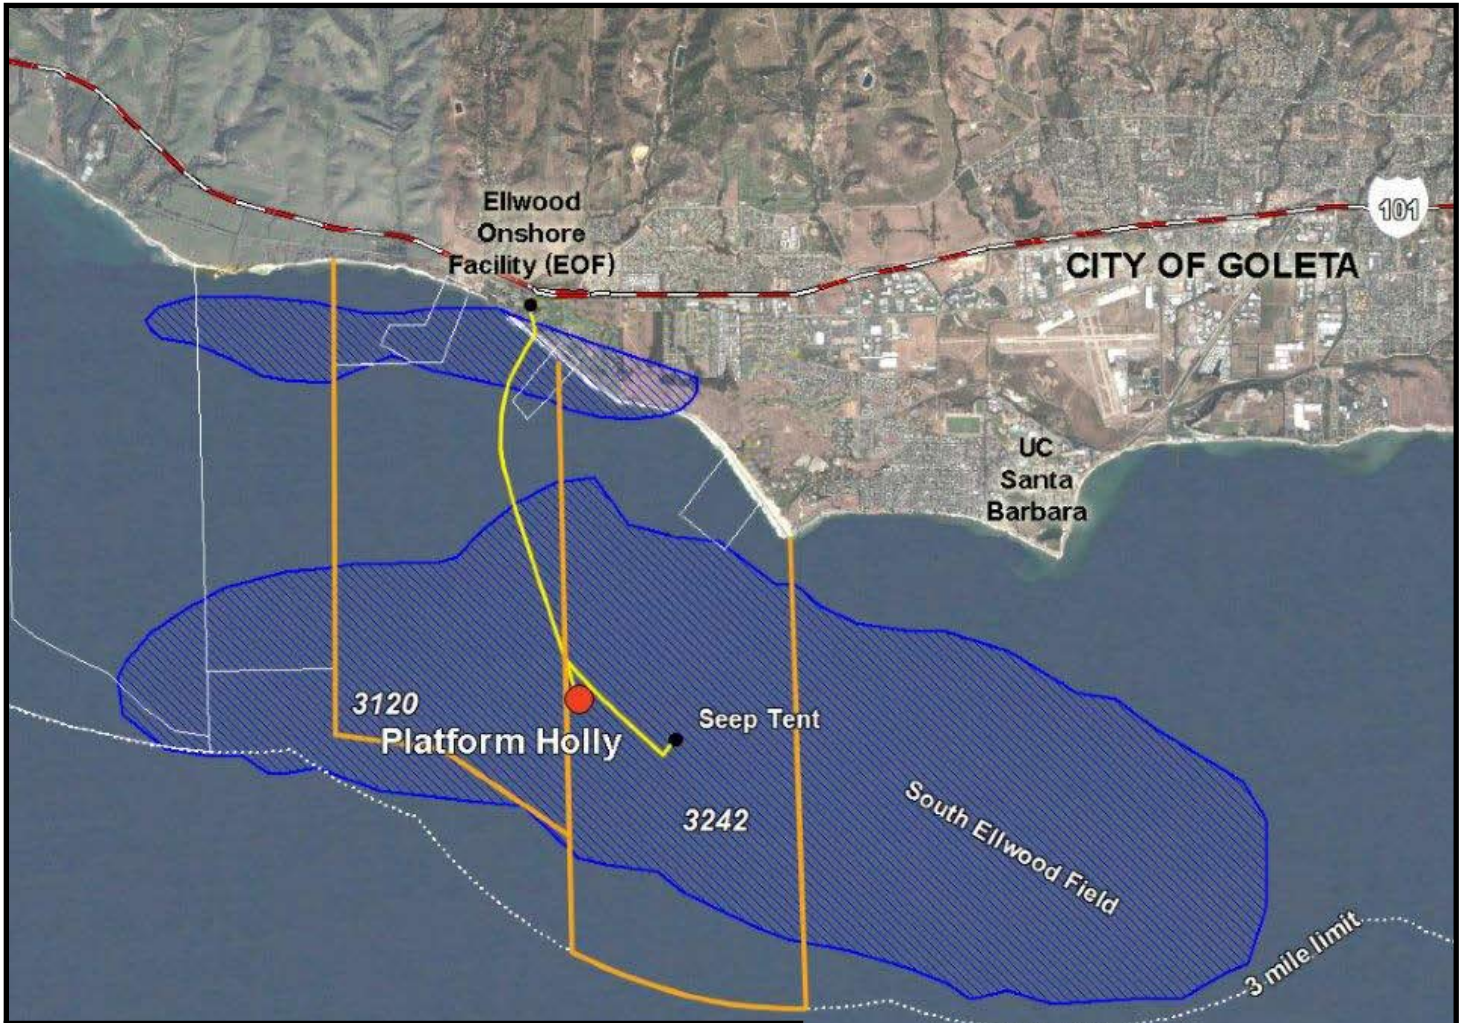 Ellwood
Onshore
Facility (EOF)
101
CITY OF GOLETA
UC
Santa
Barbara
3120
Platform Holly
Seep Tent
3242
South Ellwood Field
3 mile limit